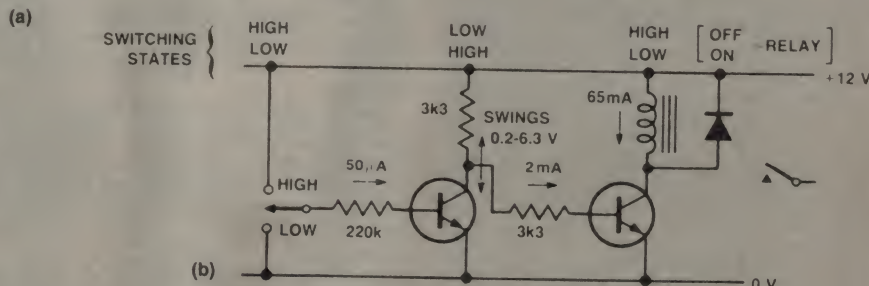 (a)
SWITCHING
STATES
HIGH
LOW
LOW
HIGH
HIGH
LOW
OFF
ON
RELAY
+12 V
3k3
SWINGS
0.2-6.3 V
65mA
50µA
2mA
HIGH
LOW
220k
3k3
(b)
0 V